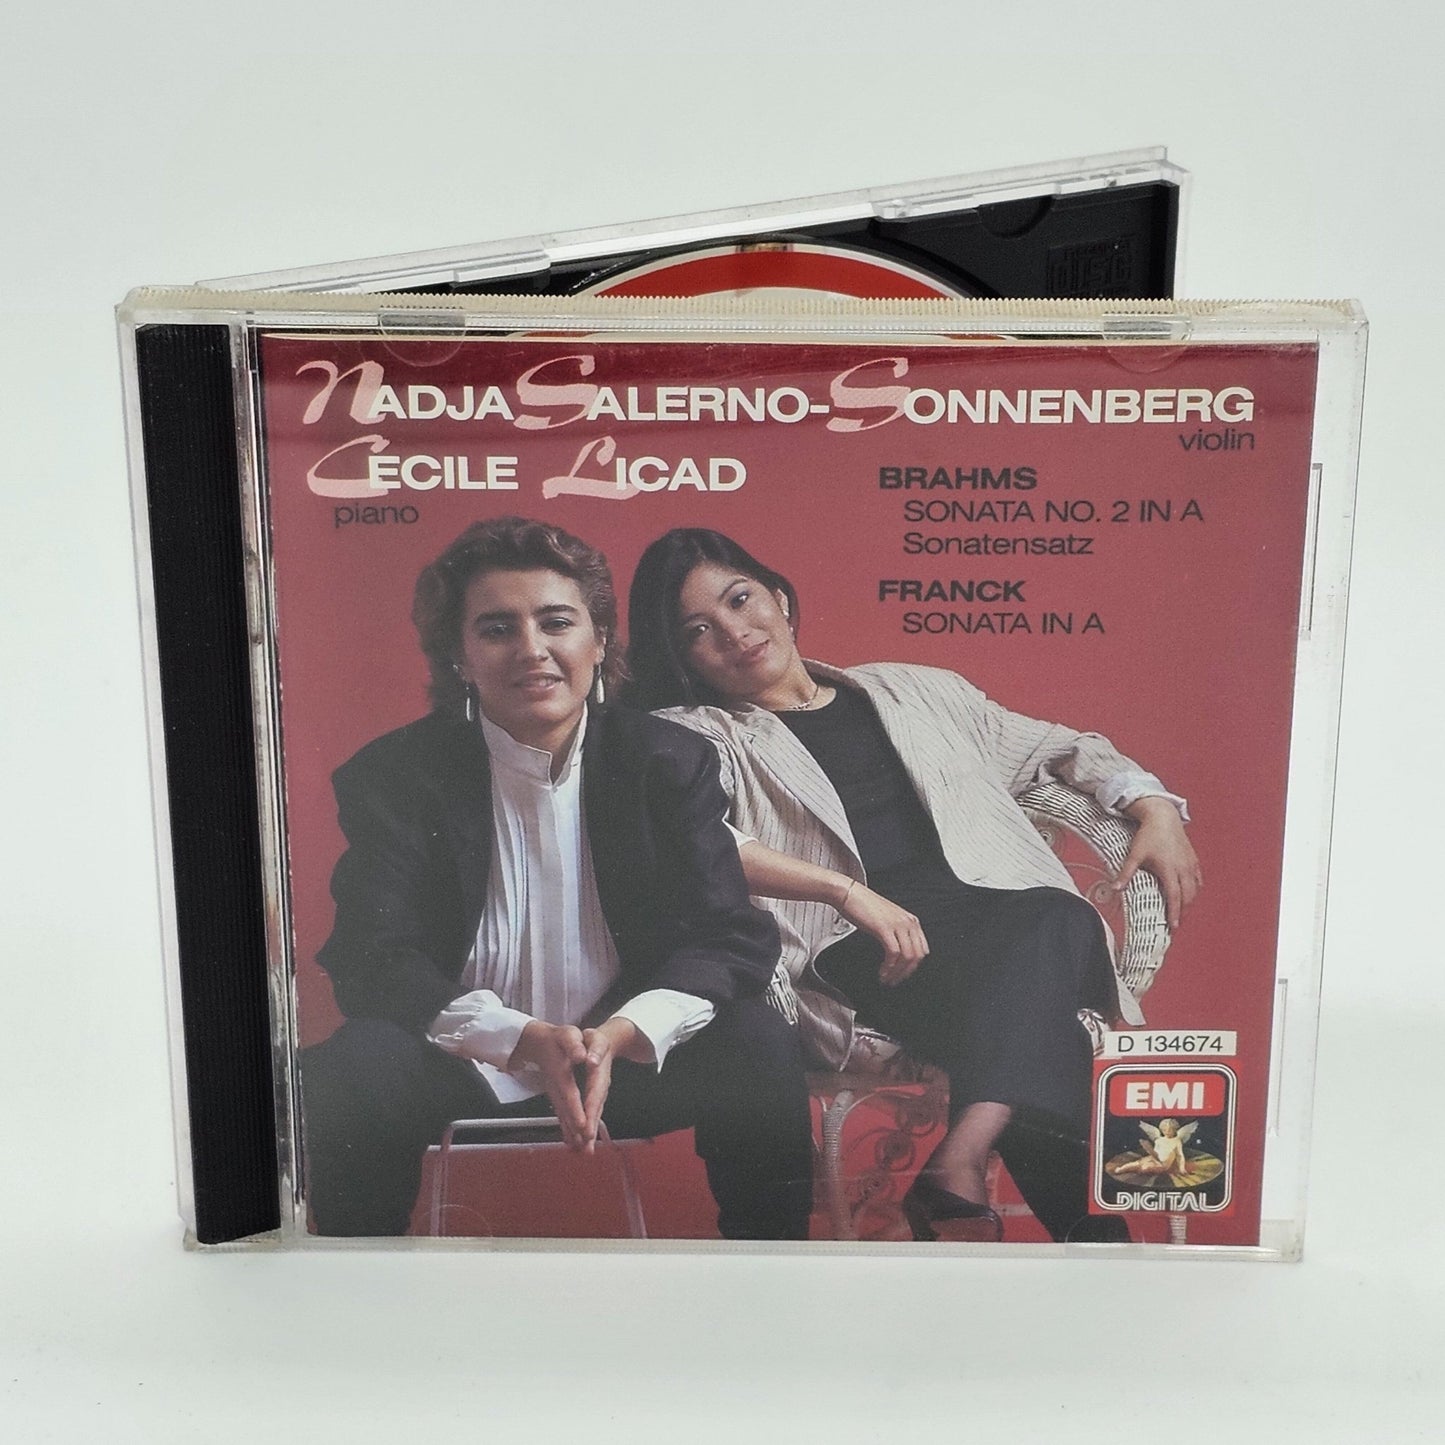 NADJA SALERNO-SONNENBERG
violin
CECILE LICAD
piano
BRAHMS
SONATA NO. 2 IN A
Sonatensatz
FRANCK
SONATA IN A
D 134674
EMI
DIGITAL
disc